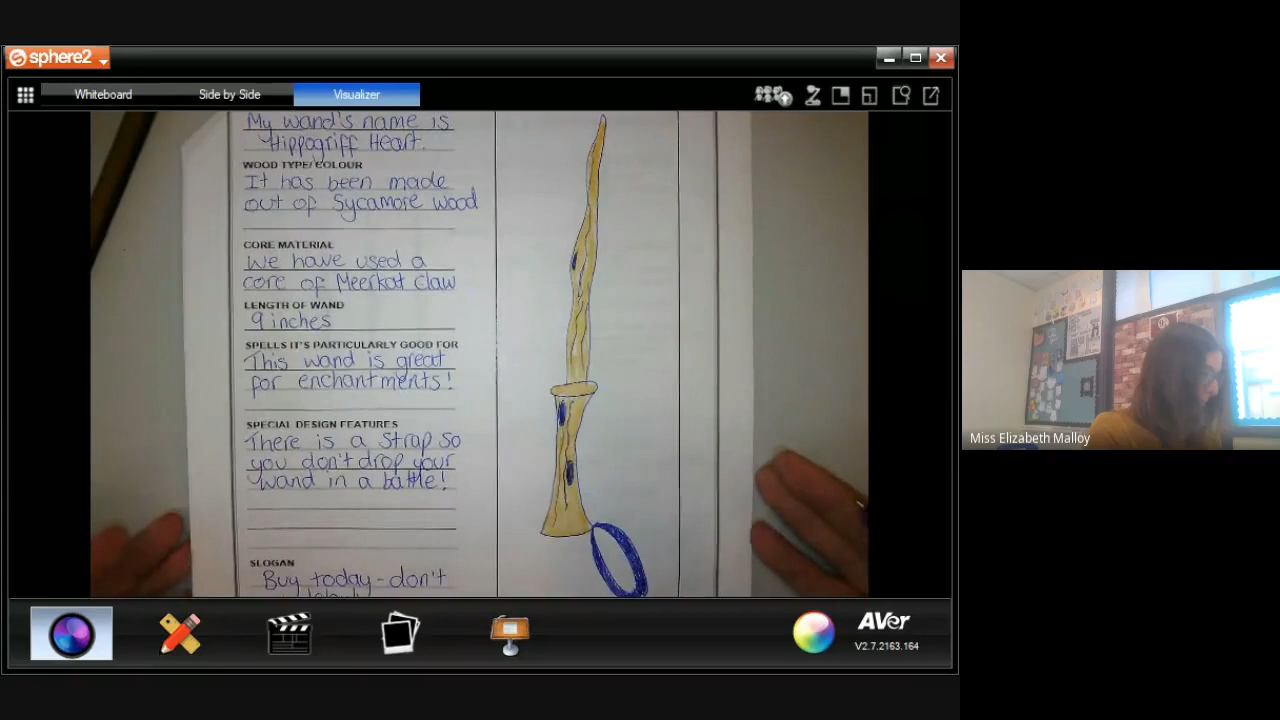 sphere2
Whiteboard
Side by Side
Visualizer
My wand's name is
Hippogriff Heart.
WOOD TYPE/COLOUR
It has been made
out of Sycamore wood
CORE MATERIAL
We have used a
core of Meerkat Claw
LENGTH OF WAND
9 inches
SPELLS IT'S PARTICULARLY GOOD FOR
This wand is great
for enchantments!
SPECIAL DESIGN FEATURES
There is a strap so
you don't drop your
wand in a battle!
SLOGAN
Buy today - don't
AVer
V2.7.2163.164
Miss Elizabeth Malloy